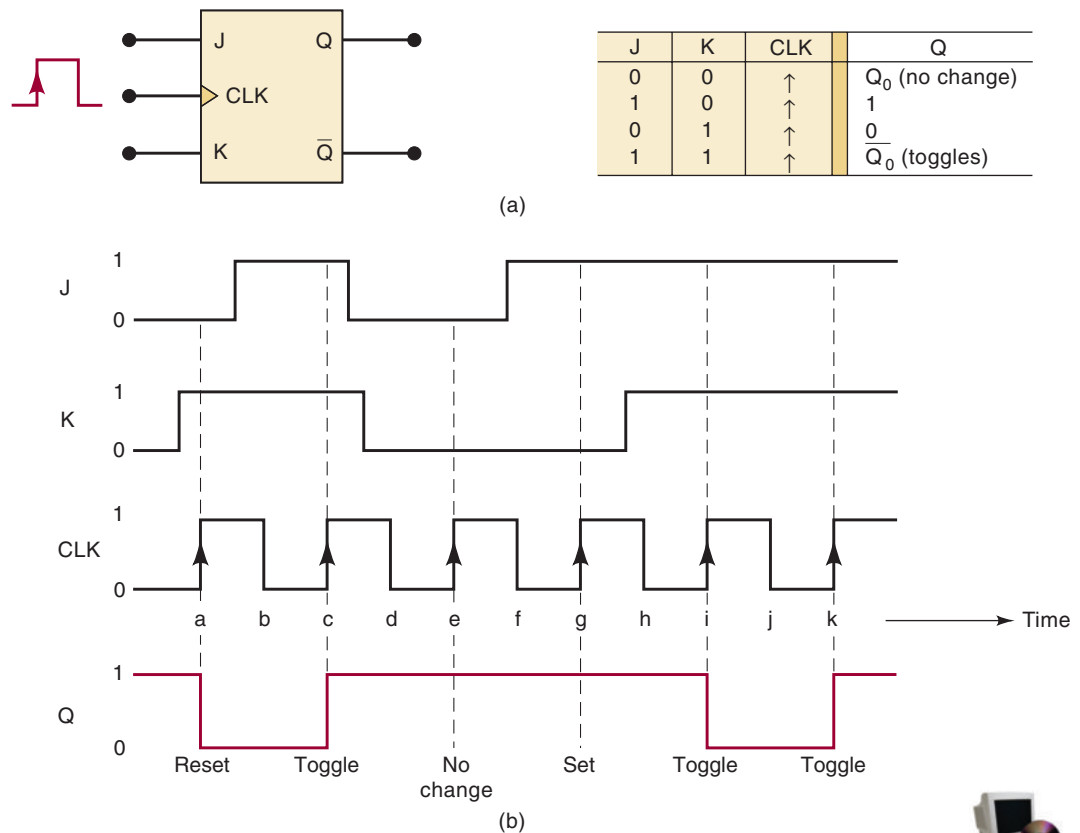 J Q
CLK
K Q̅
J K CLK Q
0 0 ↑ Q₀ (no change)
1 0 ↑ 1
0 1 ↑ 0
1 1 ↑ Q̅₀ (toggles)
(a)
1
J
0
1
K
0
1
CLK
0
a b c d e f g h i j k Time
1
Q
0
Reset Toggle No change Set Toggle Toggle
(b)